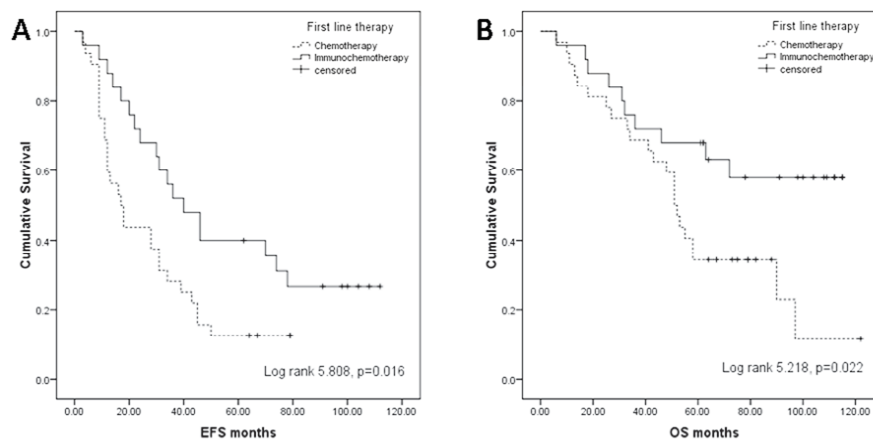 A
First line therapy
Chemotherapy
Immunochemotherapy
censored
Cumulative Survival
1.0
0.8
0.6
0.4
0.2
0.0
Log rank 5.808, p=0.016
0.00 20.00 40.00 60.00 80.00 100.00 120.00
EFS months
B
First line therapy
Chemotherapy
Immunochemotherapy
censored
Cumulative Survival
1.0
0.8
0.6
0.4
0.2
0.0
Log rank 5.218, p=0.022
0.00 20.00 40.00 60.00 80.00 100.00 120.00
OS months